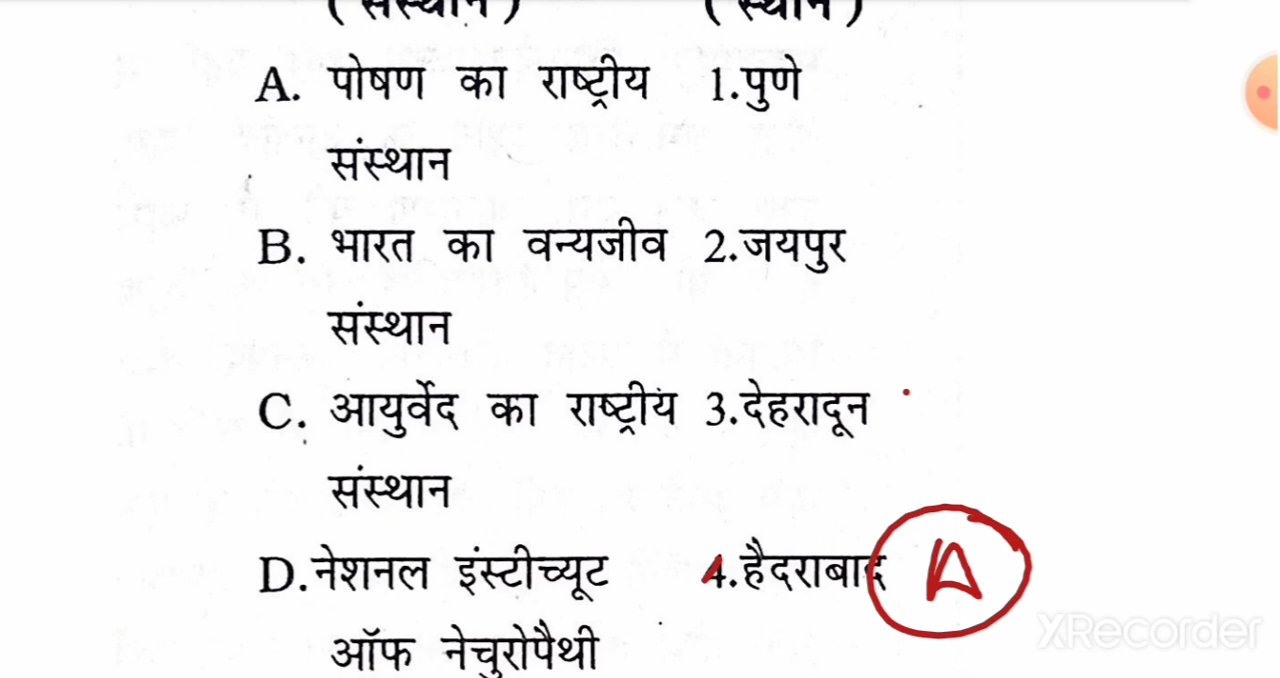 (संस्थान) (स्थान)
A. पोषण का राष्ट्रीय 1.पुणे
संस्थान
B. भारत का वन्यजीव 2.जयपुर
संस्थान
C. आयुर्वेद का राष्ट्रीय 3.देहरादून
संस्थान
D.नेशनल इंस्टीच्यूट 4.हैदराबाद A
ऑफ नेचुरोपैथी
XRecorder